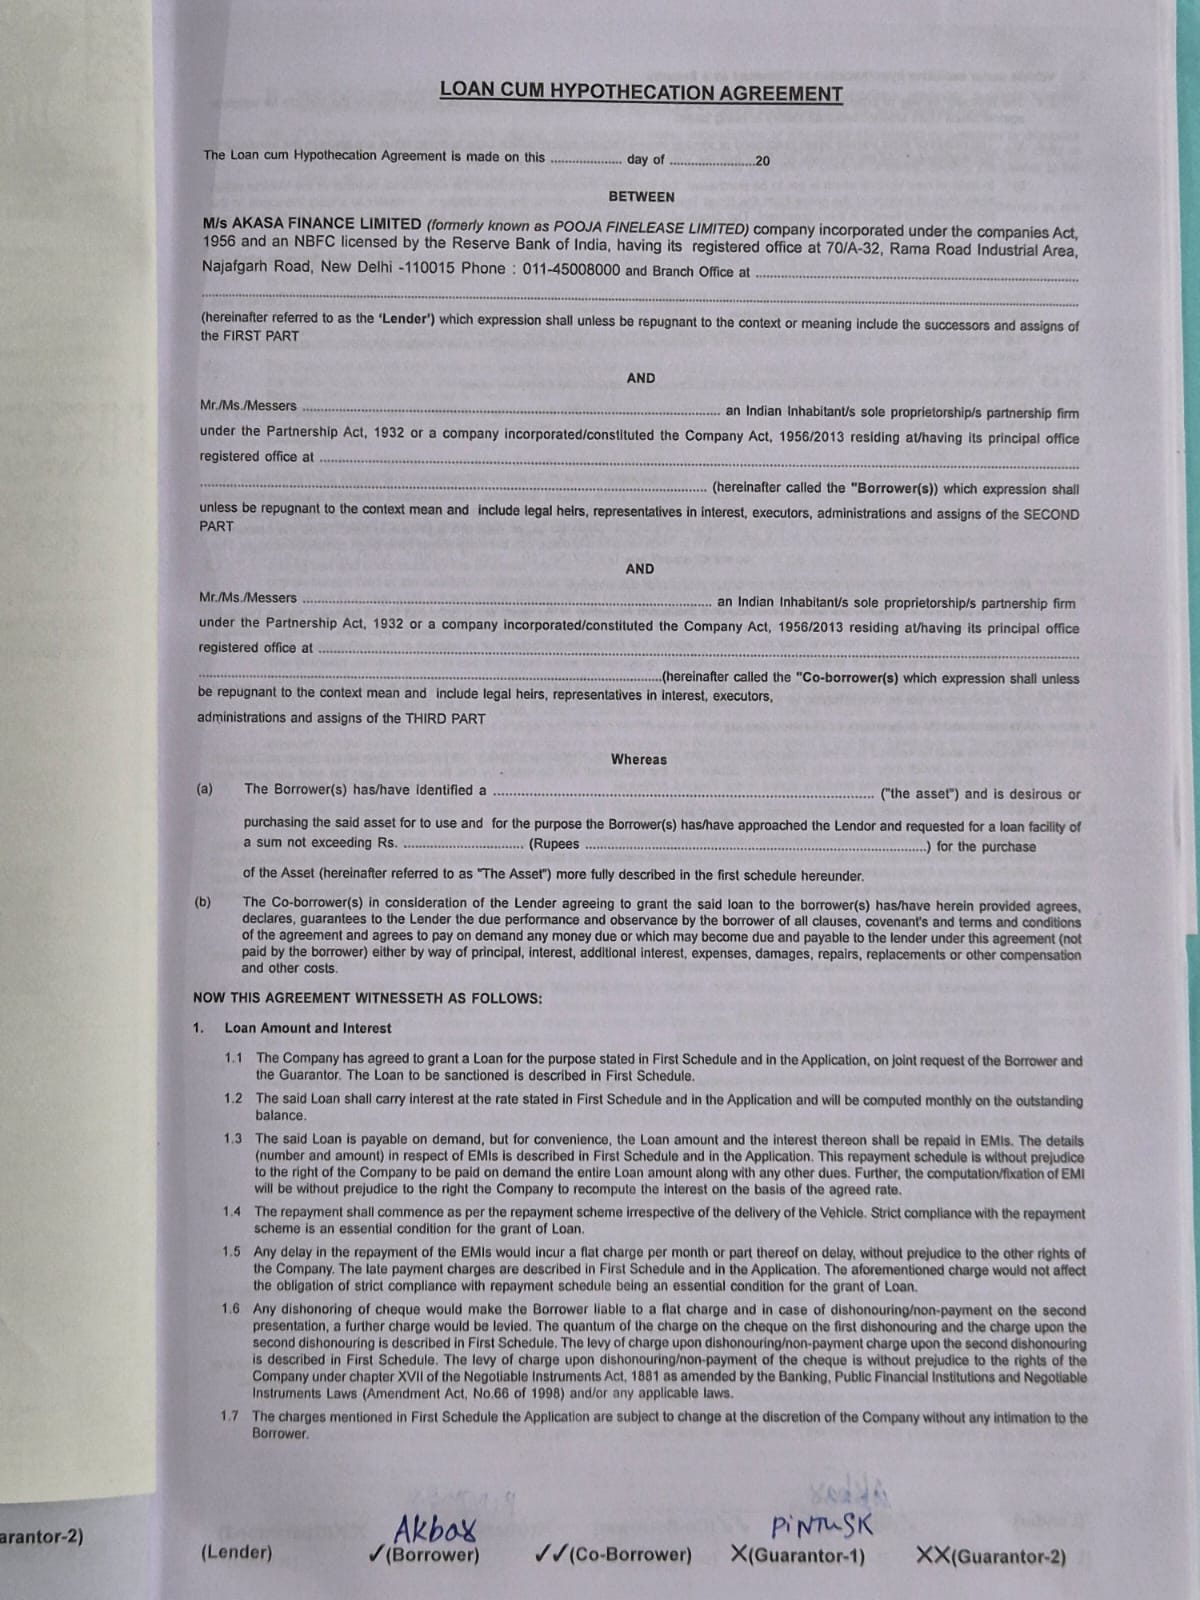 LOAN CUM HYPOTHECATION AGREEMENT
The Loan cum Hypothecation Agreement is made on this .................... day of ........................20
BETWEEN
M/s AKASA FINANCE LIMITED (formerly known as POOJA FINELEASE LIMITED) company incorporated under the companies Act,
1956 and an NBFC licensed by the Reserve Bank of India, having its registered office at 70/A-32, Rama Road Industrial Area,
Najafgarh Road, New Delhi -110015 Phone : 011-45008000 and Branch Office at ....................
....................
(hereinafter referred to as the 'Lender') which expression shall unless be repugnant to the context or meaning include the successors and assigns of
the FIRST PART
AND
Mr./Ms./Messers .................... an Indian Inhabitant/s sole proprietorship/s partnership firm
under the Partnership Act, 1932 or a company incorporated/constituted the Company Act, 1956/2013 residing at/having its principal office
registered office at ....................
.................... (hereinafter called the "Borrower(s)) which expression shall
unless be repugnant to the context mean and include legal heirs, representatives in interest, executors, administrations and assigns of the SECOND
PART
AND
Mr./Ms./Messers .................... an Indian Inhabitant/s sole proprietorship/s partnership firm
under the Partnership Act, 1932 or a company incorporated/constituted the Company Act, 1956/2013 residing at/having its principal office
registered office at ....................
....................(hereinafter called the "Co-borrower(s) which expression shall unless
be repugnant to the context mean and include legal heirs, representatives in interest, executors,
administrations and assigns of the THIRD PART
Whereas
(a) The Borrower(s) has/have identified a .................... ("the asset") and is desirous or
purchasing the said asset for to use and for the purpose the Borrower(s) has/have approached the Lendor and requested for a loan facility of
a sum not exceeding Rs. .................... (Rupees ....................) for the purchase
of the Asset (hereinafter referred to as "The Asset") more fully described in the first schedule hereunder.
(b) The Co-borrower(s) in consideration of the Lender agreeing to grant the said loan to the borrower(s) has/have herein provided agrees,
declares, guarantees to the Lender the due performance and observance by the borrower of all clauses, covenant's and terms and conditions
of the agreement and agrees to pay on demand any money due or which may become due and payable to the lender under this agreement (not
paid by the borrower) either by way of principal, interest, additional interest, expenses, damages, repairs, replacements or other compensation
and other costs.
NOW THIS AGREEMENT WITNESSETH AS FOLLOWS:
1. Loan Amount and Interest
1.1 The Company has agreed to grant a Loan for the purpose stated in First Schedule and in the Application, on joint request of the Borrower and
the Guarantor. The Loan to be sanctioned is described in First Schedule.
1.2 The said Loan shall carry interest at the rate stated in First Schedule and in the Application and will be computed monthly on the outstanding
balance.
1.3 The said Loan is payable on demand, but for convenience, the Loan amount and the interest thereon shall be repaid in EMIs. The details
(number and amount) in respect of EMIs is described in First Schedule and in the Application. This repayment schedule is without prejudice
to the right of the Company to be paid on demand the entire Loan amount along with any other dues. Further, the computation/fixation of EMI
will be without prejudice to the right the Company to recompute the interest on the basis of the agreed rate.
1.4 The repayment shall commence as per the repayment scheme irrespective of the delivery of the Vehicle. Strict compliance with the repayment
scheme is an essential condition for the grant of Loan.
1.5 Any delay in the repayment of the EMIs would incur a flat charge per month or part thereof on delay, without prejudice to the other rights of
the Company. The late payment charges are described in First Schedule and in the Application. The aforementioned charge would not affect
the obligation of strict compliance with repayment schedule being an essential condition for the grant of Loan.
1.6 Any dishonoring of cheque would make the Borrower liable to a flat charge and in case of dishonouring/non-payment on the second
presentation, a further charge would be levied. The quantum of the charge on the cheque on the first dishonouring and the charge upon the
second dishonouring is described in First Schedule. The levy of charge upon dishonouring/non-payment charge upon the second dishonouring
is described in First Schedule. The levy of charge upon dishonouring/non-payment of the cheque is without prejudice to the rights of the
Company under chapter XVII of the Negotiable Instruments Act, 1881 as amended by the Banking, Public Financial Institutions and Negotiable
Instruments Laws (Amendment Act, No.66 of 1998) and/or any applicable laws.
1.7 The charges mentioned in First Schedule the Application are subject to change at the discretion of the Company without any intimation to the
Borrower.
Akbar PiNTuSK
arantor-2) (Lender) ✓(Borrower) ✓✓(Co-Borrower) X(Guarantor-1) XX(Guarantor-2)